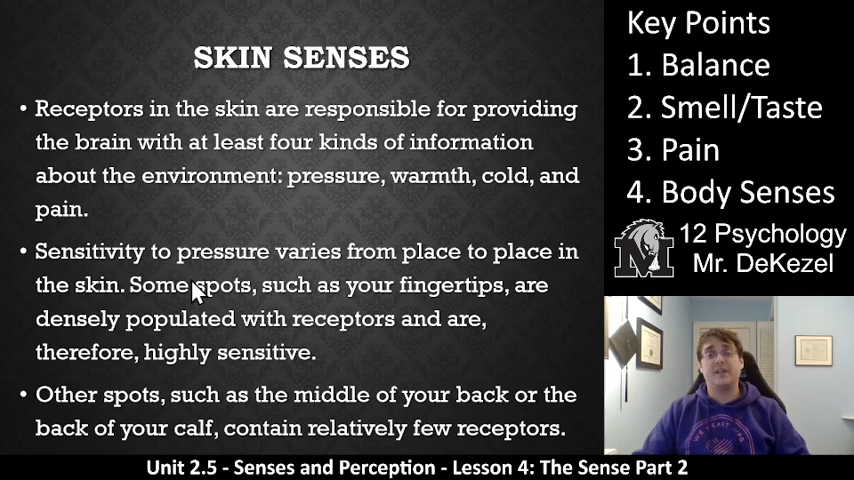 SKIN SENSES
• Receptors in the skin are responsible for providing
the brain with at least four kinds of information
about the environment: pressure, warmth, cold, and
pain.
• Sensitivity to pressure varies from place to place in
the skin. Some spots, such as your fingertips, are
densely populated with receptors and are,
therefore, highly sensitive.
• Other spots, such as the middle of your back or the
back of your calf, contain relatively few receptors.
Key Points
1. Balance
2. Smell/Taste
3. Pain
4. Body Senses
12 Psychology
Mr. DeKezel
Unit 2.5 - Senses and Perception - Lesson 4: The Sense Part 2